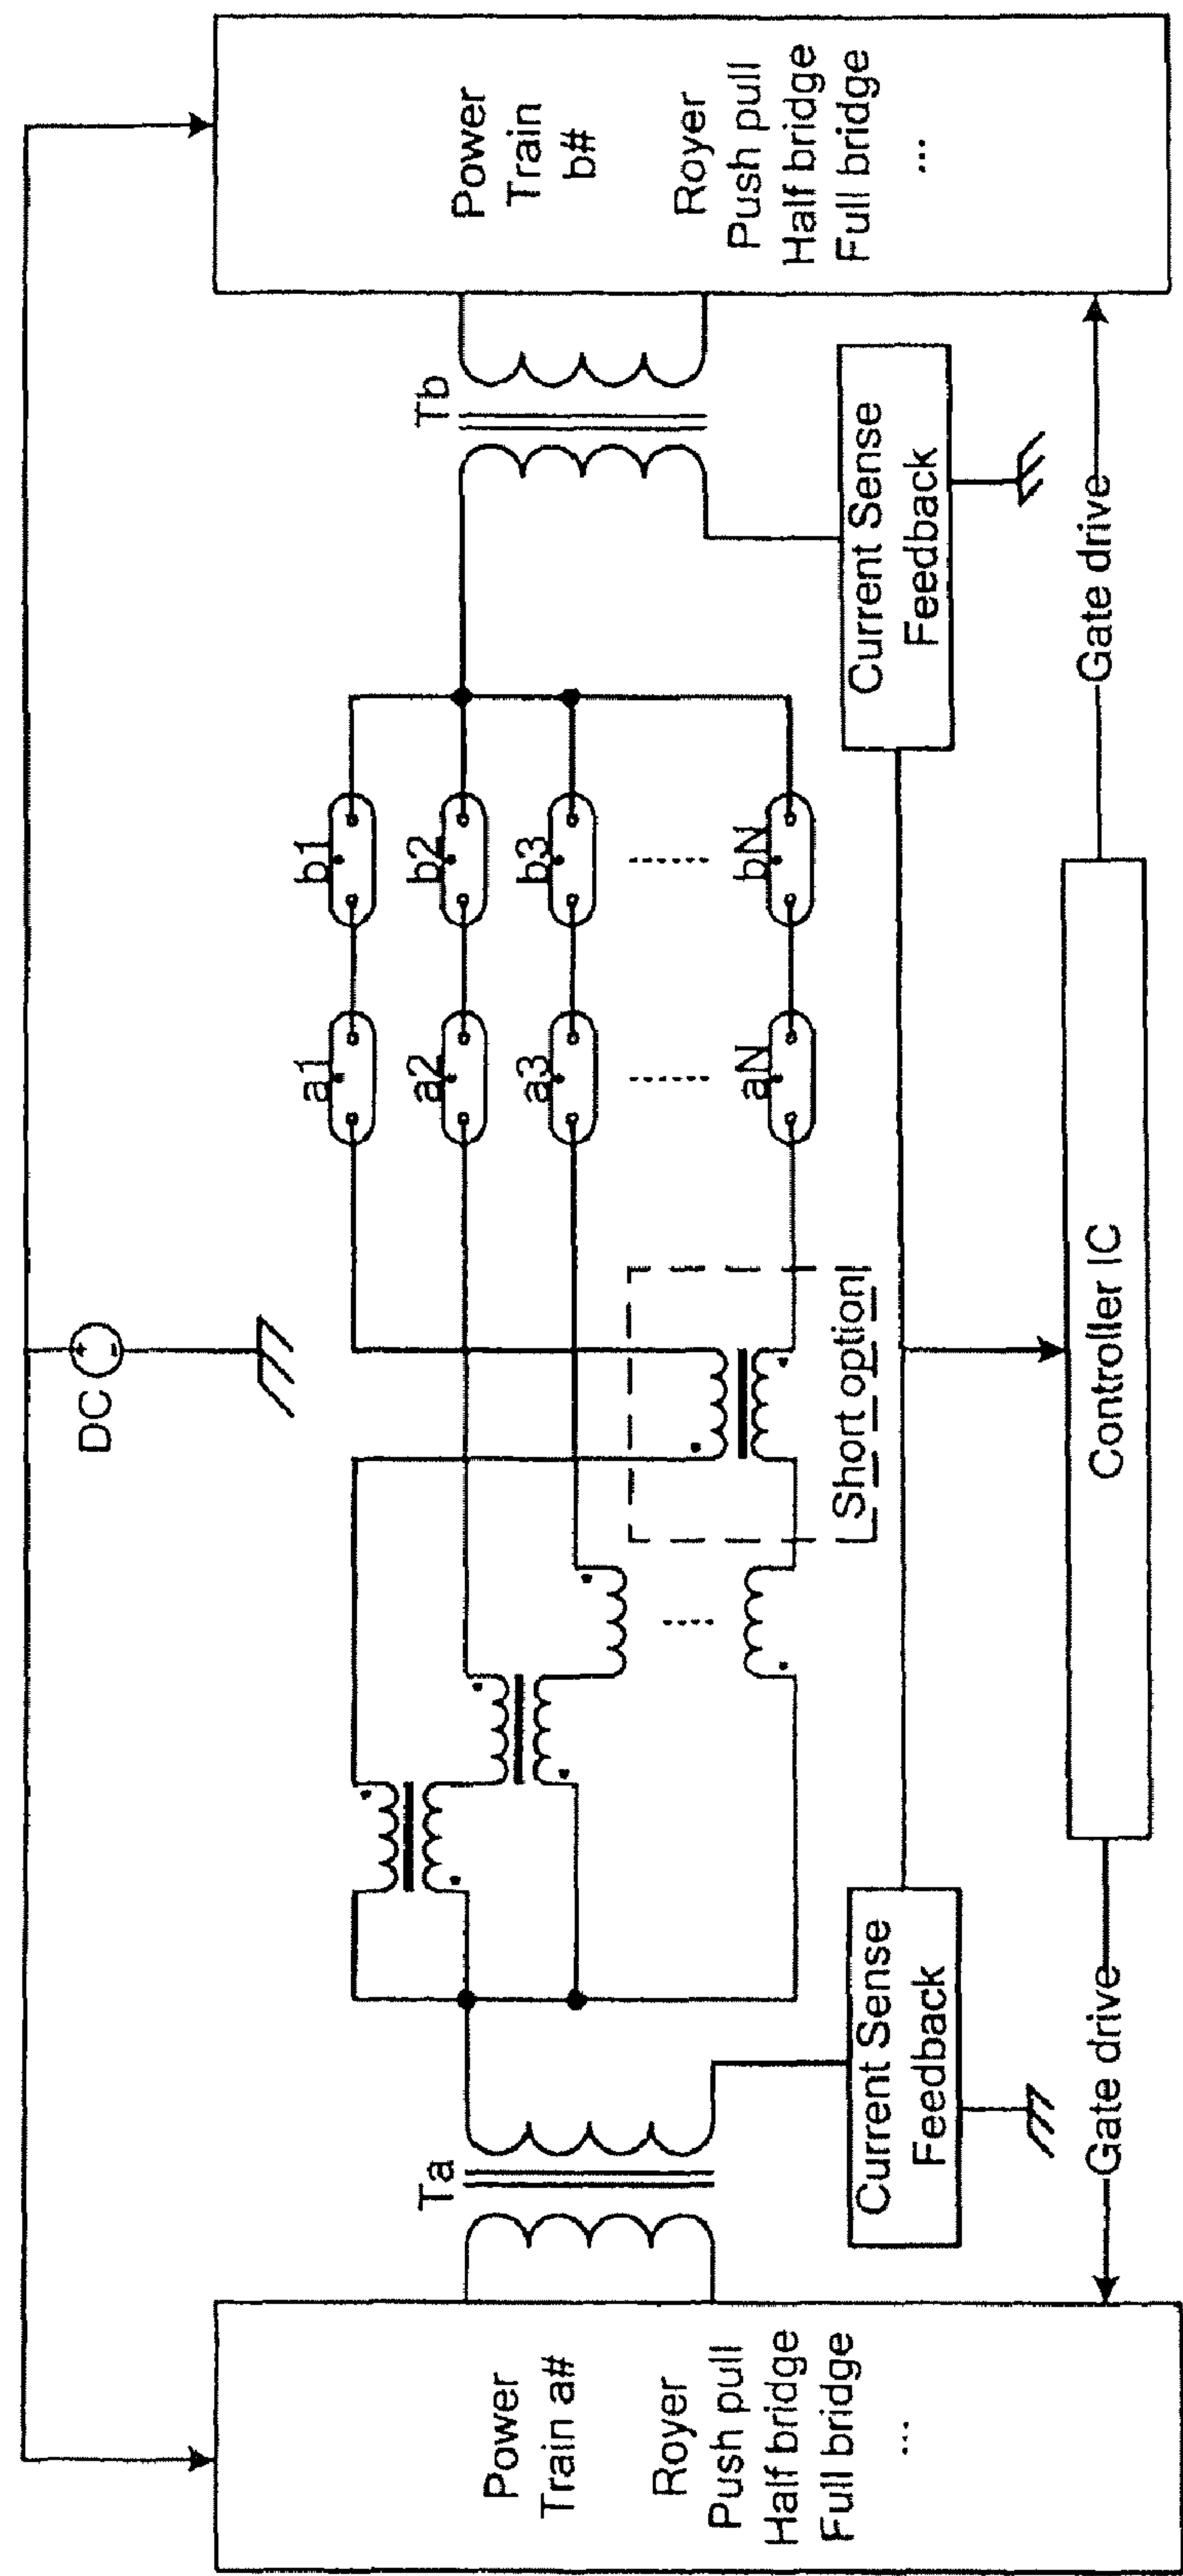 DC
+
-
Power
Train a#
Royer
Push pull
Half bridge
Full bridge
...
Ta
Current Sense
Feedback
Gate drive
Short option
a1
a2
a3
aN
b1
b2
b3
bN
Controller IC
Tb
Current Sense
Feedback
Gate drive
Power
Train
b#
Royer
Push pull
Half bridge
Full bridge
...